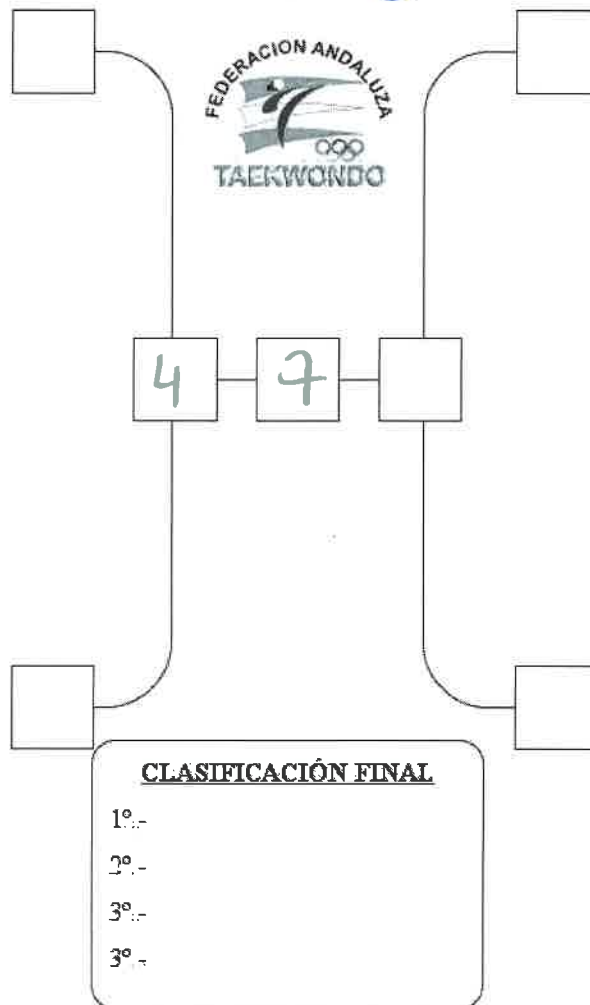 FEDERACION ANDALUZA
TAEKWONDO
4 7
CLASIFICACIÓN FINAL
1º.-
2º.-
3º.-
3º.-